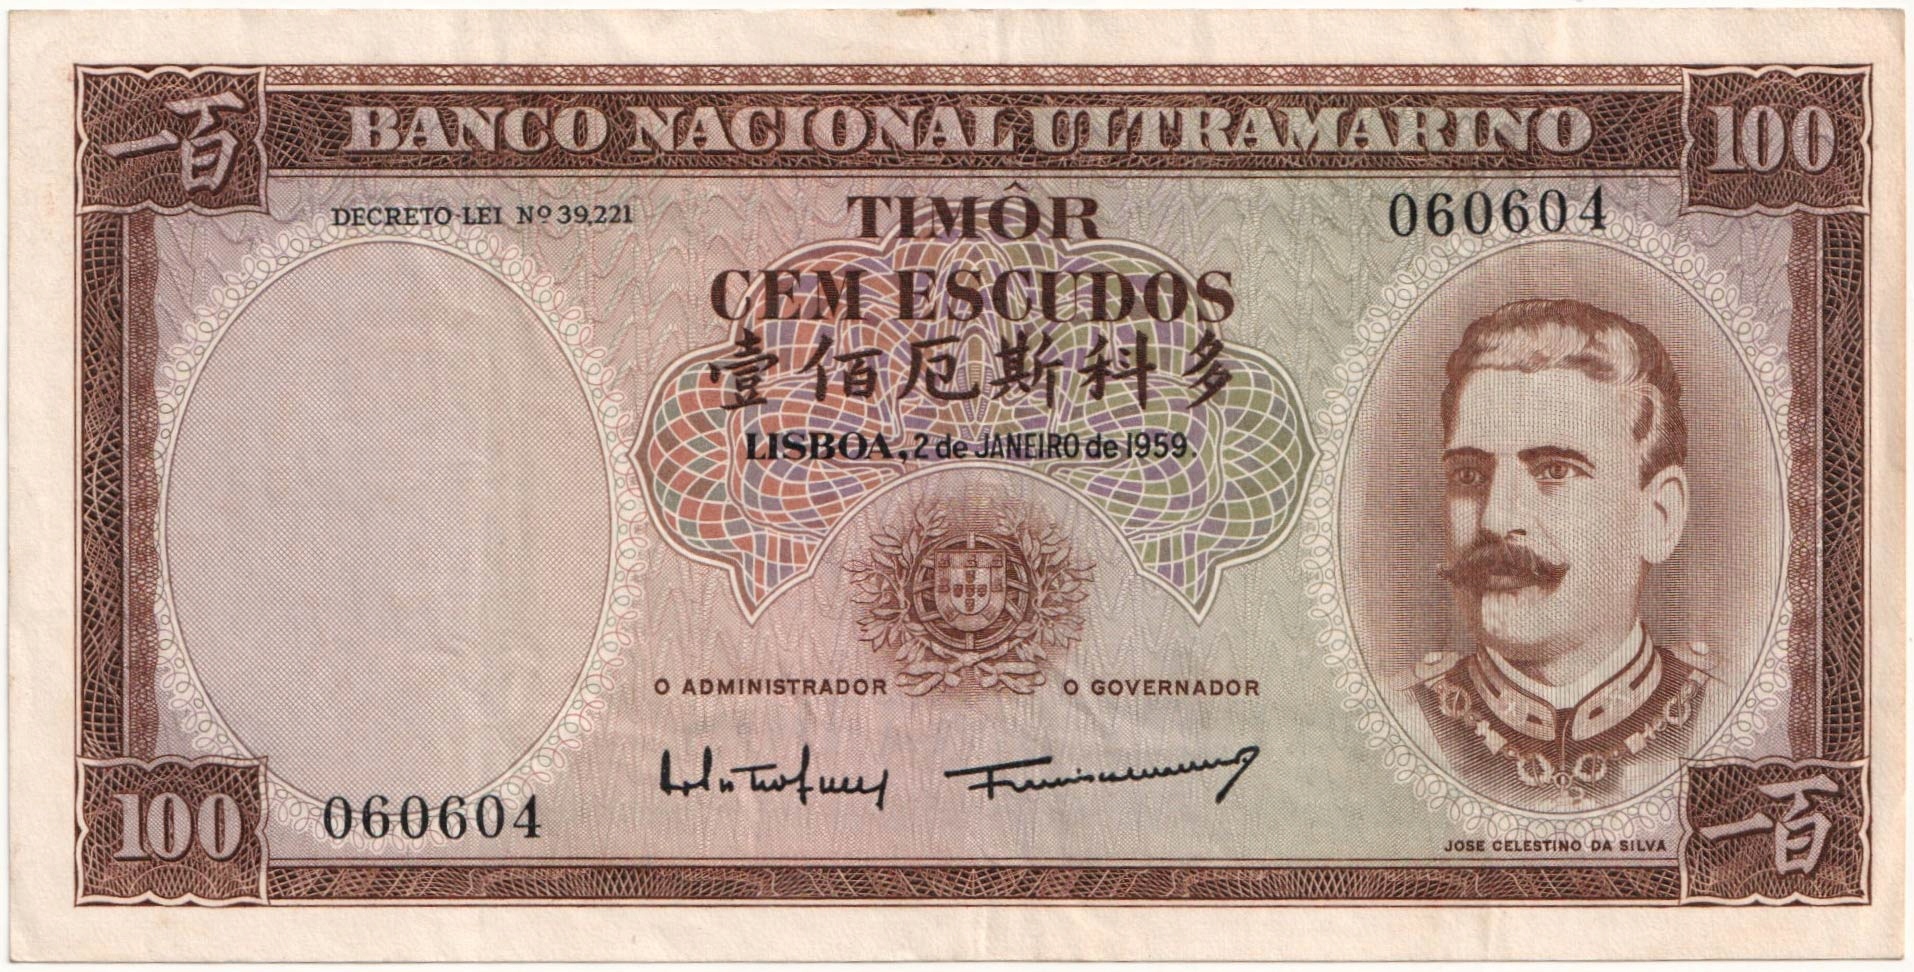 一百
BANCO NACIONAL ULTRAMARINO
100
DECRETO-LEI Nº 39,221
TIMÔR
060604
CEM ESCUDOS
壹佰厄斯科多
LISBOA, 2 de JANEIRO de 1959.
O ADMINISTRADOR
O GOVERNADOR
100
060604
JOSE CELESTINO DA SILVA
一百